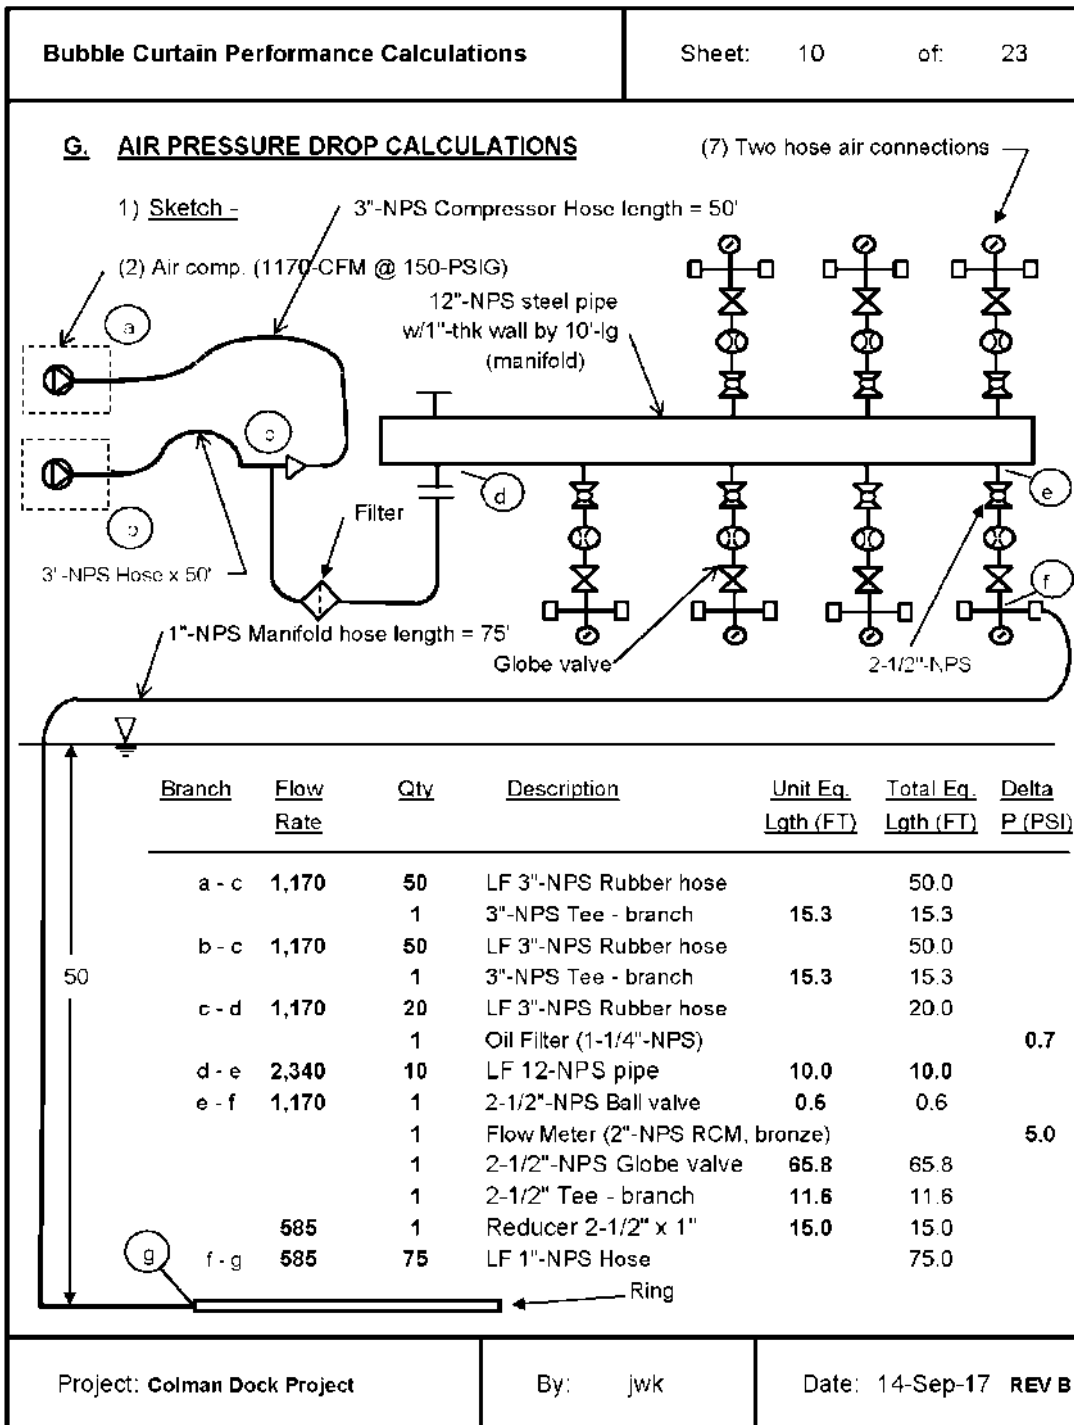 Bubble Curtain Performance Calculations
Sheet: 10 of: 23
G. AIR PRESSURE DROP CALCULATIONS
(7) Two hose air connections
1) Sketch -
3"-NPS Compressor Hose length = 50'
(2) Air comp. (1170-CFM @ 150-PSIG)
12"-NPS steel pipe
w/1"-thk wall by 10'-lg
(manifold)
a
c
d
e
Filter
b
f
3'-NPS Hose x 50'
1"-NPS Manifold hose length = 75'
Globe valve
2-1/2"-NPS
Branch Flow Qty Description Unit Eq. Total Eq. Delta
Rate Lgth (FT) Lgth (FT) P (PSI)
a - c 1,170 50 LF 3"-NPS Rubber hose 50.0
1 3"-NPS Tee - branch 15.3 15.3
b - c 1,170 50 LF 3"-NPS Rubber hose 50.0
50
1 3"-NPS Tee - branch 15.3 15.3
c - d 1,170 20 LF 3"-NPS Rubber hose 20.0
1 Oil Filter (1-1/4"-NPS) 0.7
d - e 2,340 10 LF 12-NPS pipe 10.0 10.0
e - f 1,170 1 2-1/2"-NPS Ball valve 0.6 0.6
1 Flow Meter (2"-NPS RCM, bronze) 5.0
1 2-1/2"-NPS Globe valve 65.8 65.8
1 2-1/2" Tee - branch 11.6 11.6
585 1 Reducer 2-1/2" x 1" 15.0 15.0
g
f - g 585 75 LF 1"-NPS Hose 75.0
Ring
Project: Colman Dock Project
By: jwk
Date: 14-Sep-17 REV B